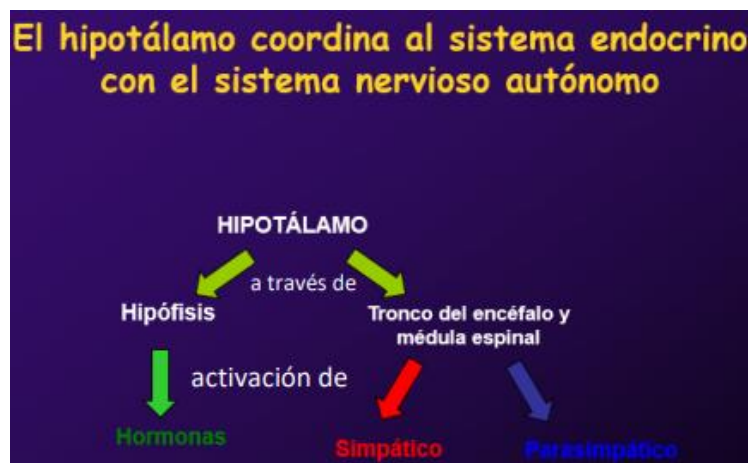 El hipotálamo coordina al sistema endocrino
con el sistema nervioso autónomo
HIPOTÁLAMO
a través de
Hipófisis
Tronco del encéfalo y
médula espinal
activación de
Hormonas
Simpático
Parasimpático